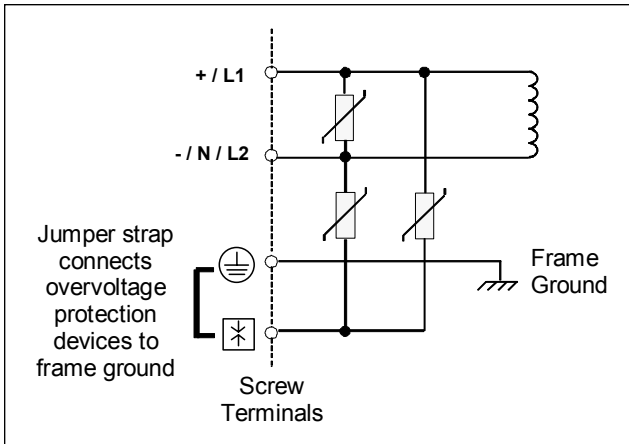 + / L1
- / N / L2
Jumper strap
connects
overvoltage
protection
devices to
frame ground
Frame
Ground
Screw
Terminals